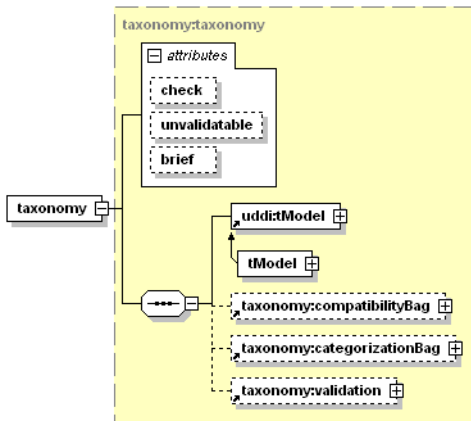 taxonomy:taxonomy
attributes
check
unvalidatable
brief
taxonomy
uddi:tModel
tModel
taxonomy:compatibilityBag
taxonomy:categorizationBag
taxonomy:validation